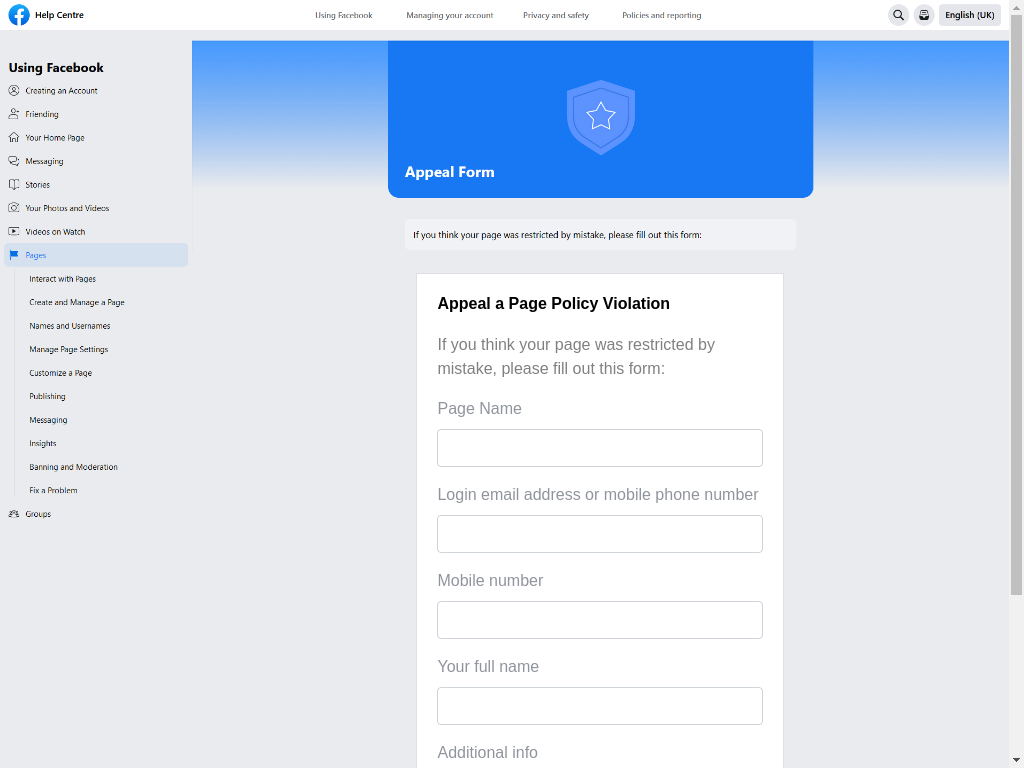 Help Centre
Using Facebook
Managing your account
Privacy and safety
Policies and reporting
English (UK)
Using Facebook
Creating an Account
Friending
Your Home Page
Messaging
Stories
Your Photos and Videos
Videos on Watch
Pages
Interact with Pages
Create and Manage a Page
Names and Usernames
Manage Page Settings
Customize a Page
Publishing
Messaging
Insights
Banning and Moderation
Fix a Problem
Groups
Appeal Form
If you think your page was restricted by mistake, please fill out this form:
Appeal a Page Policy Violation
If you think your page was restricted by
mistake, please fill out this form:
Page Name
Login email address or mobile phone number
Mobile number
Your full name
Additional info